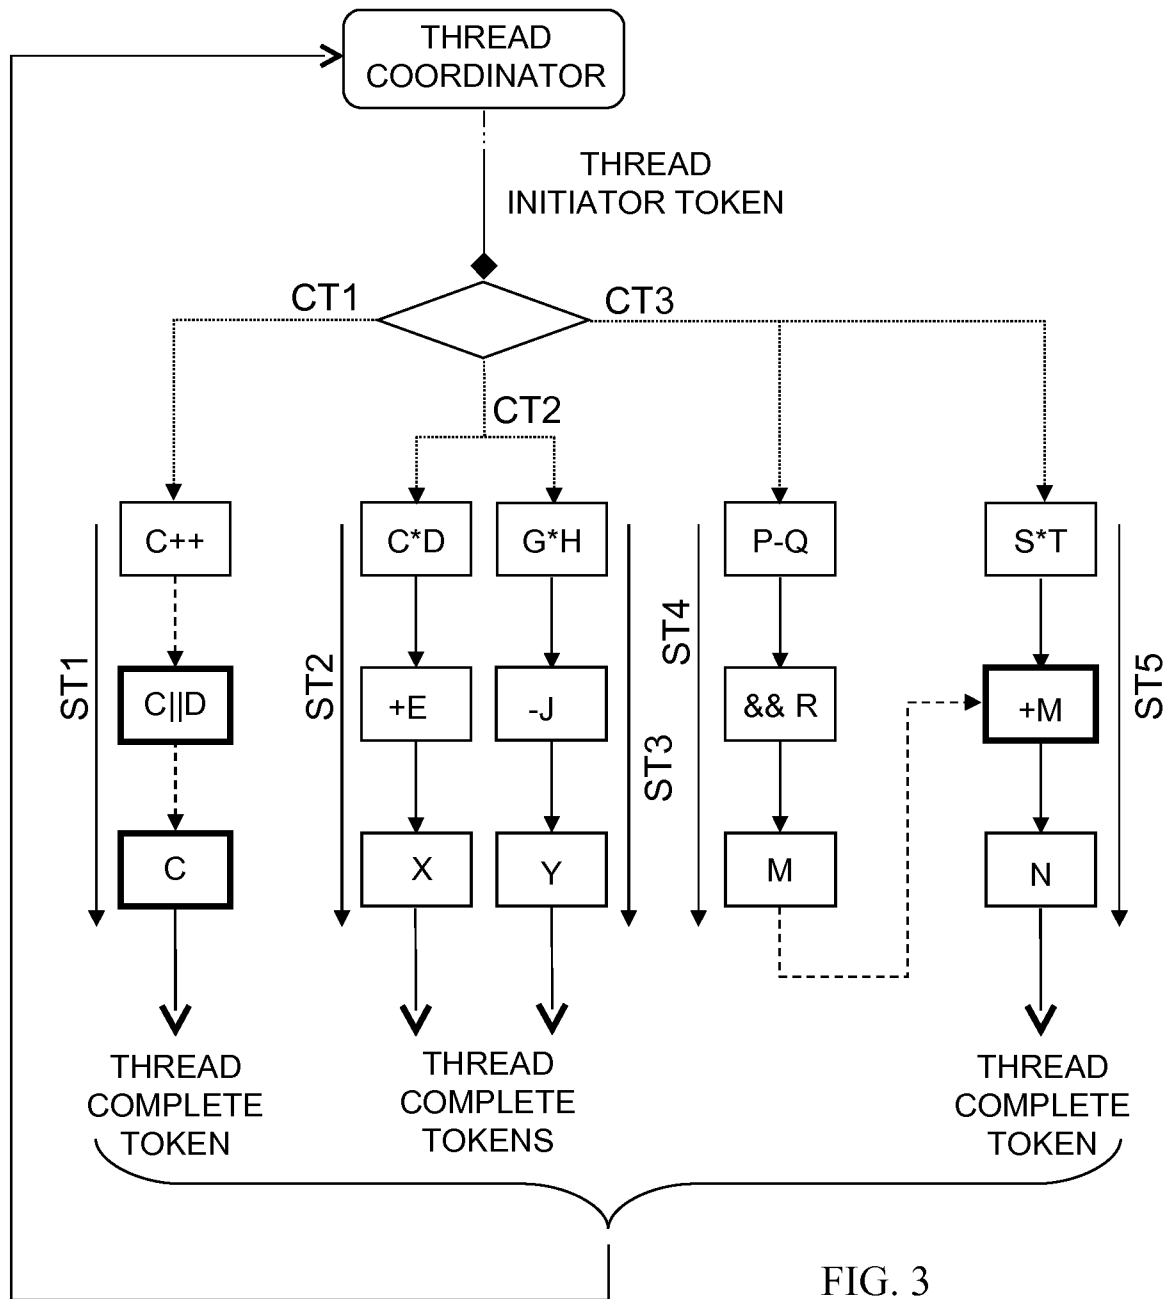 THREAD
COORDINATOR
THREAD
INITIATOR TOKEN
CT1
CT3
CT2
C++
C*D
G*H
P-Q
S*T
ST1
ST2
ST3
ST4
ST5
C||D
+E
-J
&& R
+M
C
X
Y
M
N
THREAD
COMPLETE
TOKEN
THREAD
COMPLETE
TOKENS
THREAD
COMPLETE
TOKEN
FIG. 3